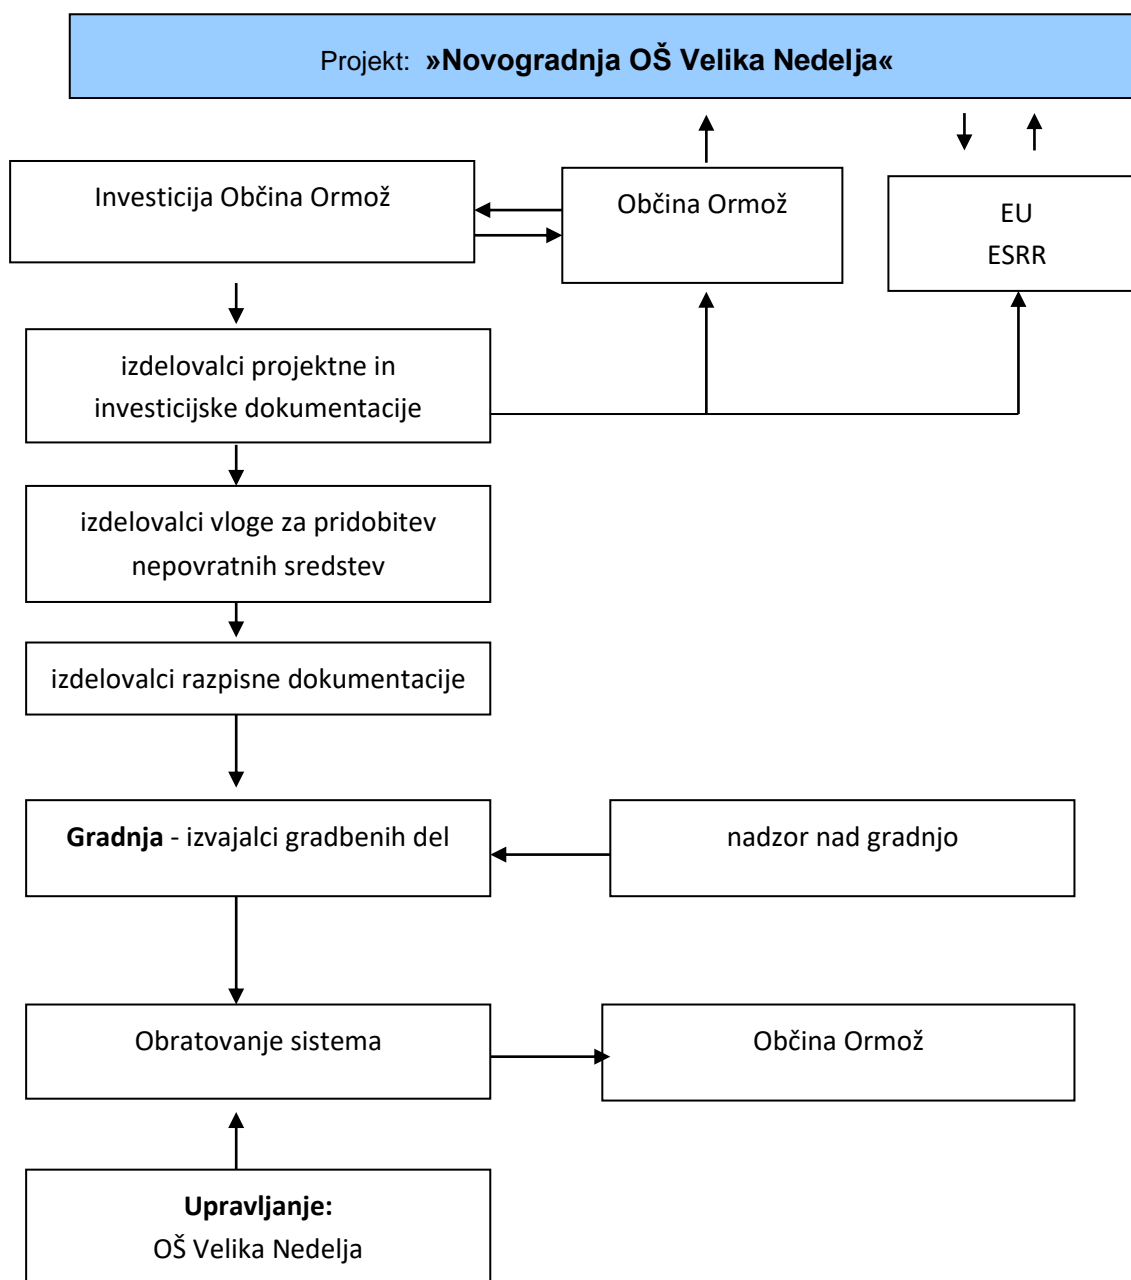 Projekt: »Novogradnja OŠ Velika Nedelja«
Investicija Občina Ormož
Občina Ormož
EU
ESRR
izdelovalci projektne in
investicijske dokumentacije
izdelovalci vloge za pridobitev
nepovratnih sredstev
izdelovalci razpisne dokumentacije
Gradnja - izvajalci gradbenih del
nadzor nad gradnjo
Obratovanje sistema
Občina Ormož
Upravljanje:
OŠ Velika Nedelja